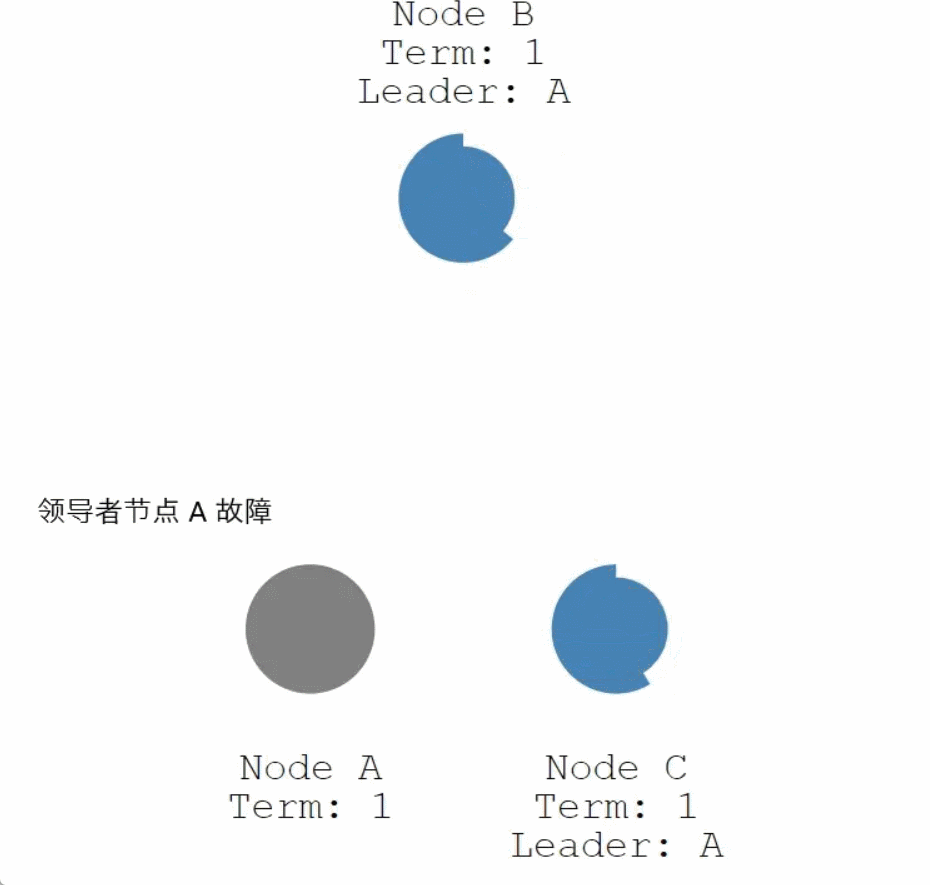 Node B
Term: 1
Leader: A
领导者节点 A 故障
Node A
Term: 1
Node C
Term: 1
Leader: A